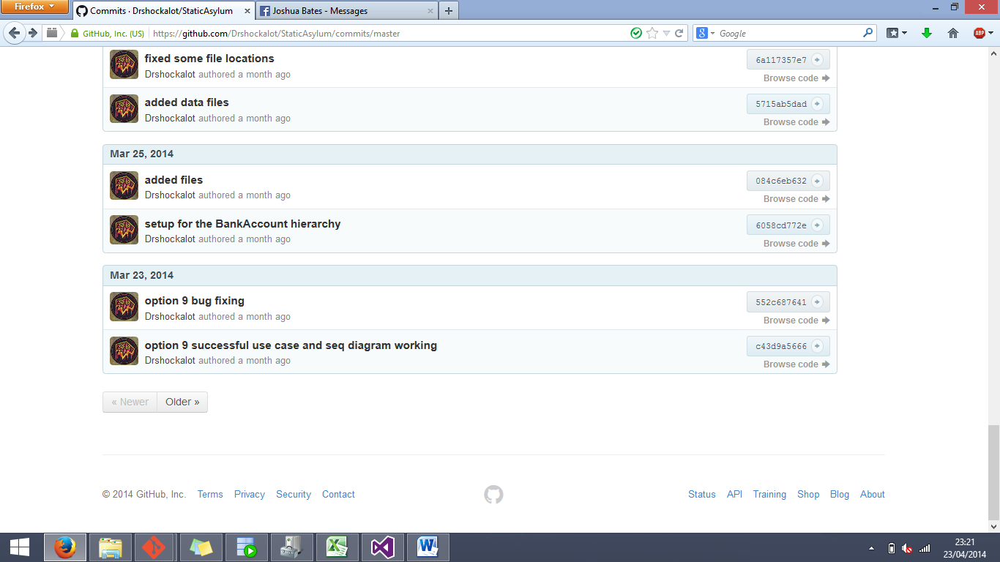 Firefox
Commits · Drshockalot/StaticAsylum
Joshua Bates - Messages
GitHub, Inc. (US)
https://github.com/Drshockalot/StaticAsylum/commits/master
Google
ABP
fixed some file locations
6a117357e7
Drshockalot authored a month ago
Browse code
added data files
5715ab5dad
Drshockalot authored a month ago
Browse code
Mar 25, 2014
added files
084c6eb632
Drshockalot authored a month ago
Browse code
setup for the BankAccount hierarchy
6058cd772e
Drshockalot authored a month ago
Browse code
Mar 23, 2014
option 9 bug fixing
552c687641
Drshockalot authored a month ago
Browse code
option 9 successful use case and seq diagram working
c43d9a5666
Drshockalot authored a month ago
Browse code
« Newer Older »
© 2014 GitHub, Inc. Terms Privacy Security Contact
Status API Training Shop Blog About
23:21
23/04/2014